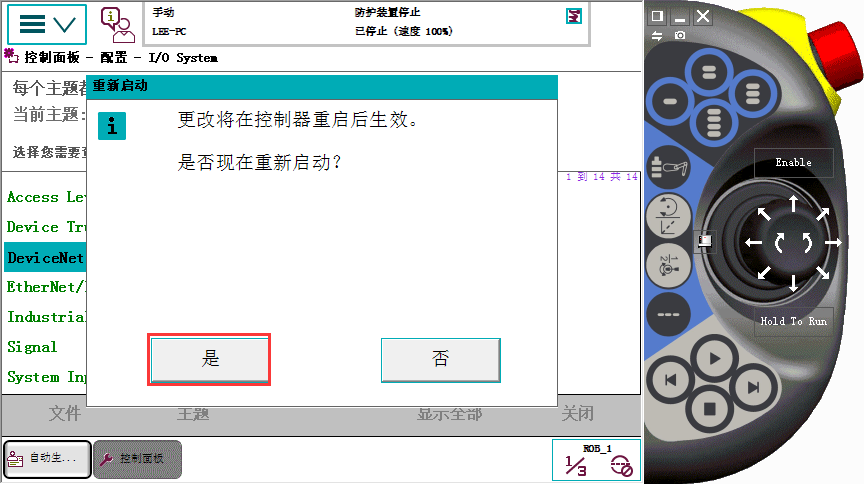 手动
防护装置停止
LEE-PC
已停止 (速度 100%)
控制面板 - 配置 - I/O System
每个主题
当前主题:
选择您需要
1 到 14 共 14
重新启动
更改将在控制器重启后生效。
是否现在重新启动?
是
否
Access Le
Device Tr
DeviceNet
EtherNet/
Industrial
Signal
System In
文件
主题
显示全部
关闭
自动生...
控制面板
ROB_1
1/3
Enable
Hold To Run